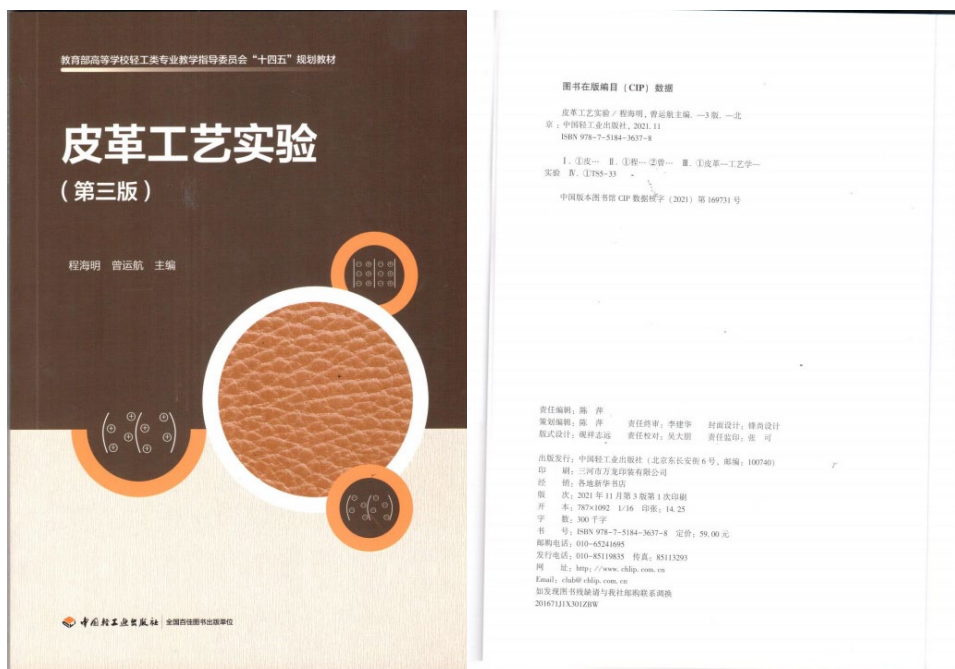 教育部高等学校轻工类专业教学指导委员会“十四五”规划教材
皮革工艺实验
（第三版）
程海明 曾运航 主编
中国轻工业出版社 全国百佳图书出版单位
图书在版编目（CIP）数据
皮革工艺实验／程海明，曾运航主编. —3版. —北
京：中国轻工业出版社，2021.11
ISBN 978-7-5184-3637-8
Ⅰ. ①皮… Ⅱ. ①程… ②曾… Ⅲ. ①皮革—工艺学—
实验 Ⅳ. ①TS5-33
中国版本图书馆 CIP 数据核字（2021）第 169731 号
责任编辑：陈 萍
策划编辑：陈 萍 责任终审：李建华 封面设计：锋尚设计
版式设计：砚祥志远 责任校对：吴大朋 责任监印：张 可
出版发行：中国轻工业出版社（北京东长安街6号，邮编：100740）
印 刷：三河市万龙印装有限公司
经 销：各地新华书店
版 次：2021年11月第3版第1次印刷
开 本：787×1092 1/16 印张：14.25
字 数：300千字
书 号：ISBN 978-7-5184-3637-8 定价：59.00元
邮购电话：010-65241695
发行电话：010-85119835 传真：85113293
网 址：http://www.chlip.com.cn
Email：club@chlip.com.cn
如发现图书残缺请与我社邮购联系调换
201671J1X301ZBW